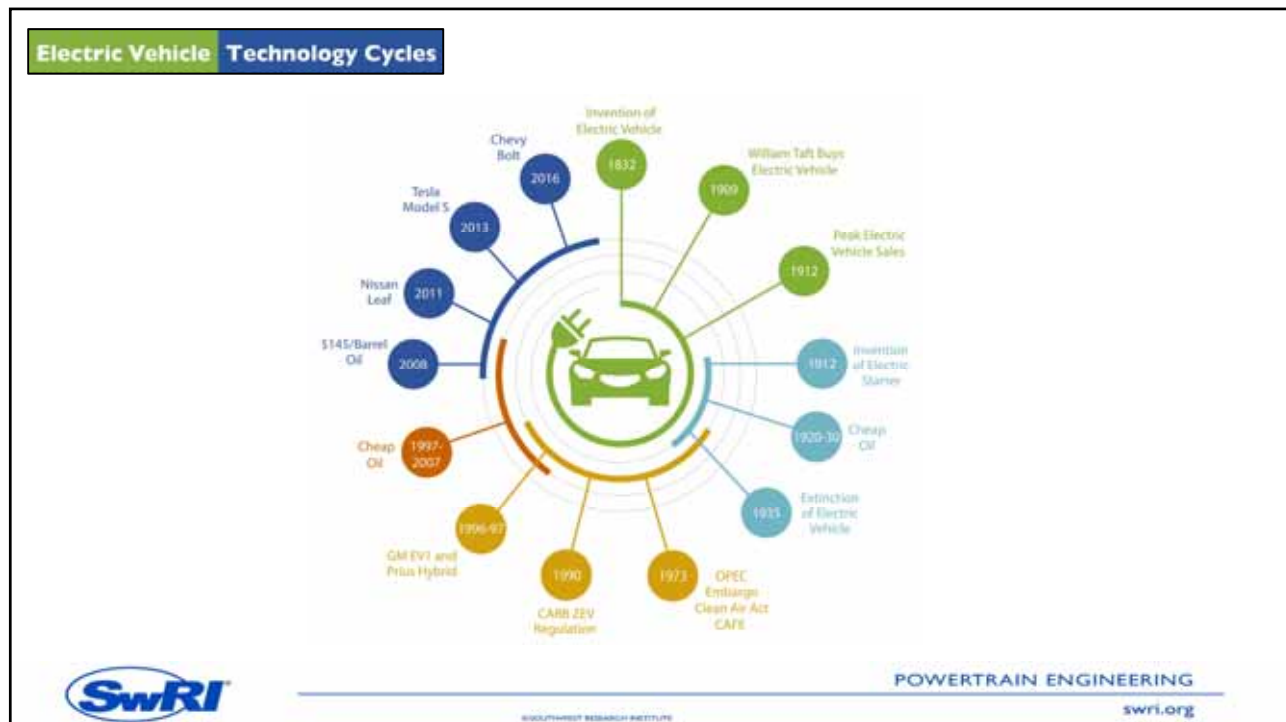 Electric Vehicle Technology Cycles
Invention of
Electric Vehicle
1832
William Taft Buys
Electric Vehicle
1909
Peak Electric
Vehicle Sales
1912
1912
Invention
of Electric
Starter
1920-30
Cheap
Oil
1935
Extinction
of Electric
Vehicle
1973
OPEC
Embargo
Clean Air Act
CAFE
1990
CARB ZEV
Regulation
1996-97
GM EV1 and
Prius Hybrid
1997-
2007
Cheap
Oil
2008
$145/Barrel
Oil
2011
Nissan
Leaf
2013
Tesla
Model S
2016
Chevy
Bolt
SwRI
©SOUTHWEST RESEARCH INSTITUTE
POWERTRAIN ENGINEERING
swri.org